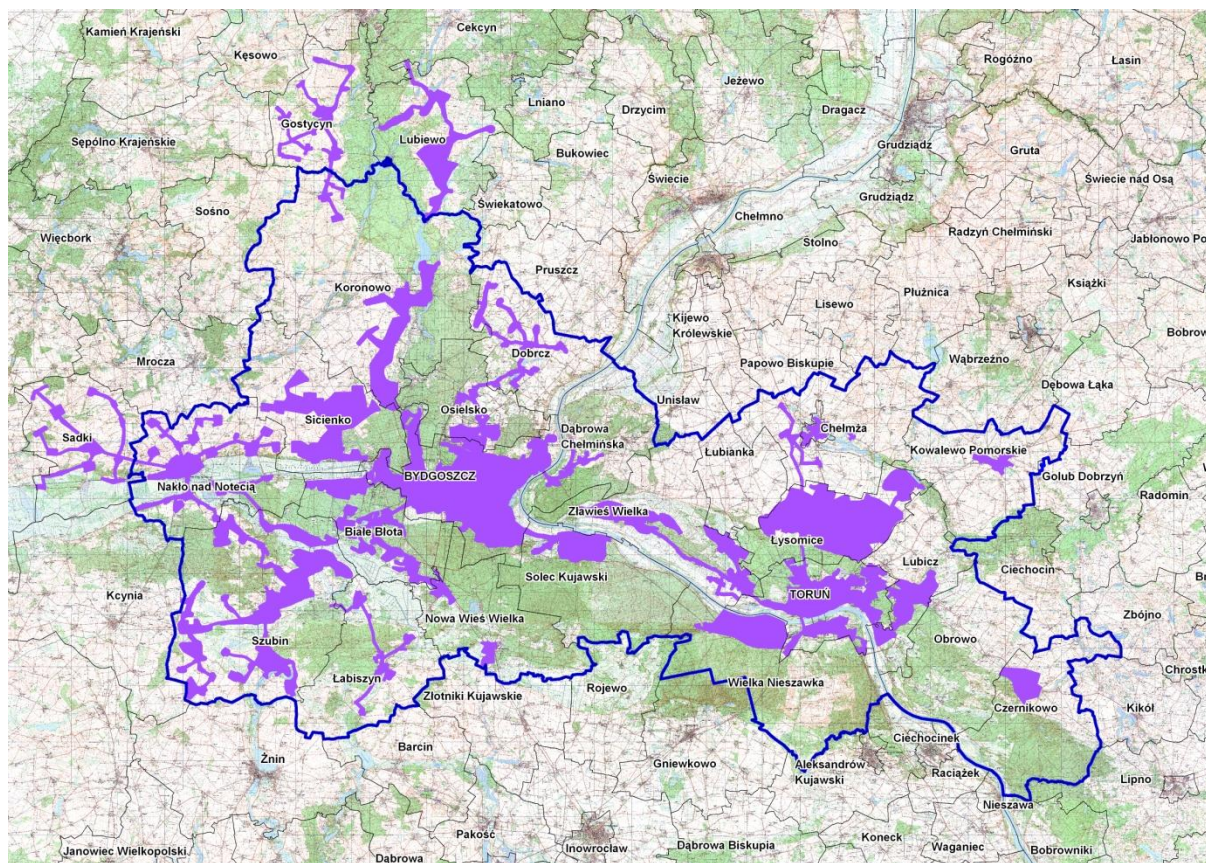 Kamień Krajeński
Cekcyn
Kęsowo
Rogóźno
Łasin
Jeżewo
Lniano
Drzycim
Dragacz
Gostycyn
Sępólno Krajeńskie
Lubiewo
Grudziądz
Bukowiec
Gruta
Świecie
Świecie nad Osą
Grudziądz
Świekatowo
Sośno
Chełmno
Radzyń Chełmiński
Więcbork
Stolno
Jabłonowo Po
Pruszcz
Koronowo
Książki
Płużnica
Lisewo
Kijewo
Królewskie
Bobrow
Dobrcz
Mrocza
Papowo Biskupie
Wąbrzeźno
Dębowa Łąka
Unisław
Osielsko
Sicienko
Dąbrowa
Chełmińska
Chełmża
Sadki
Łubianka
Kowalewo Pomorskie
BYDGOSZCZ
Golub Dobrzyń
Nakło nad Notecią
Radomin
Zławieś Wielka
Białe Błota
Łysomice
Lubicz
Ciechocin
Solec Kujawski
Kcynia
TORUŃ
Nowa Wieś Wielka
Zbójno
Szubin
Obrowo
Chrostk
Łabiszyn
Wielka Nieszawka
Rojewo
Złotniki Kujawskie
Czernikowo
Kikół
Ciechocinek
Barcin
Żnin
Gniewkowo
Aleksandrów
Kujawski
Raciążek
Lipno
Nieszawa
Pakość
Koneck
Waganiec
Janowiec Wielkopolski
Dąbrowa
Inowrocław
Dąbrowa Biskupia
Bobrowniki